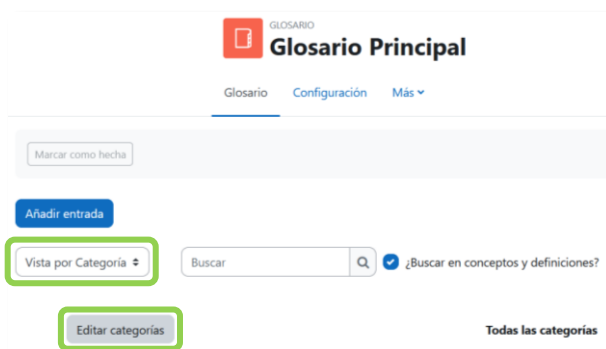 GLOSARIO
Glosario Principal
Glosario Configuración Más
Marcar como hecha
Añadir entrada
Vista por Categoría Buscar ¿Buscar en conceptos y definiciones?
Editar categorías Todas las categorías